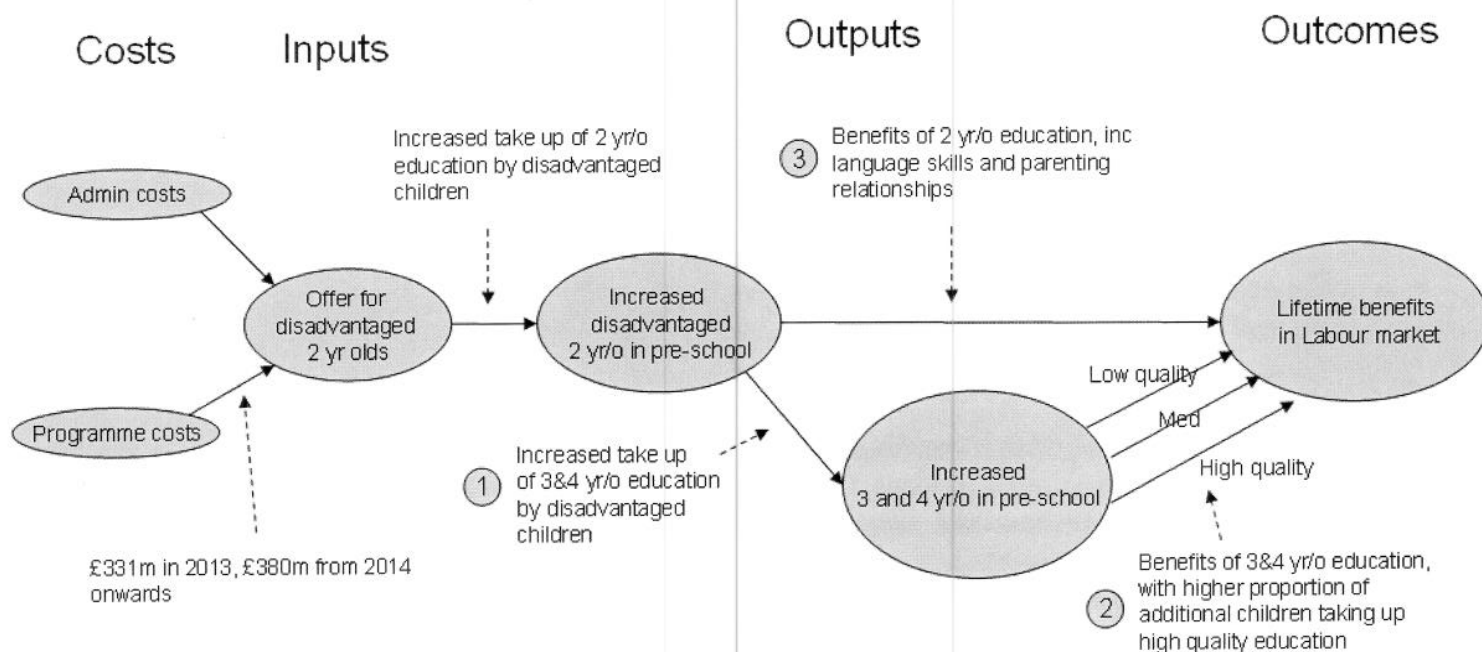 Costs
Inputs
Outputs
Outcomes
Increased take up of 2 yr/o
education by disadvantaged
children
3
Benefits of 2 yr/o education, inc
language skills and parenting
relationships
Admin costs
Offer for
disadvantaged
2 yr olds
Increased
disadvantaged
2 yr/o in pre-school
Lifetime benefits
in Labour market
Programme costs
Low quality
Med
High quality
1
Increased take up
of 3&4 yr/o education
by disadvantaged
children
Increased
3 and 4 yr/o in pre-school
£331m in 2013, £380m from 2014
onwards
2
Benefits of 3&4 yr/o education,
with higher proportion of
additional children taking up
high quality education